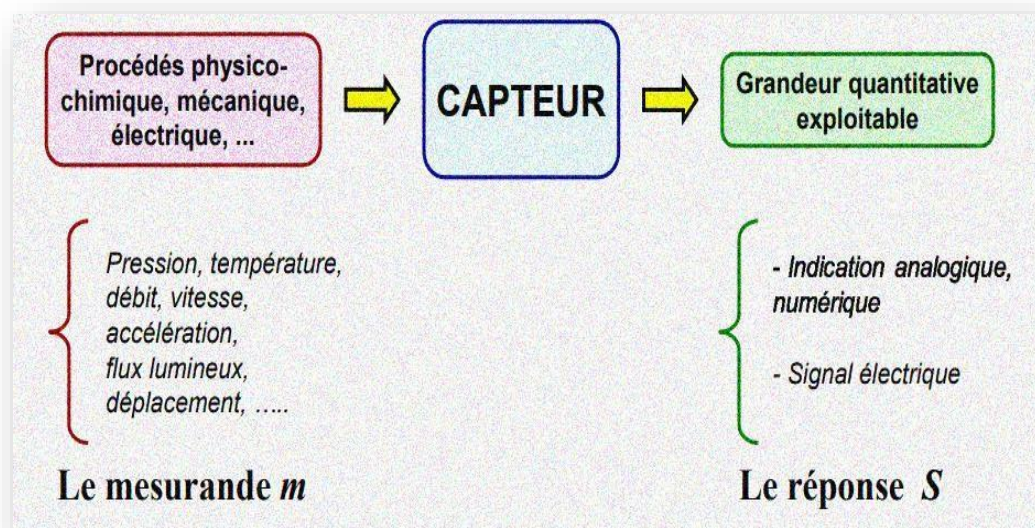 Procédés physico-
chimique, mécanique,
électrique, ...
CAPTEUR
Grandeur quantitative
exploitable
Pression, température,
débit, vitesse,
accélération,
flux lumineux,
déplacement, .....
- Indication analogique,
numérique
- Signal électrique
Le mesurande m
Le réponse S